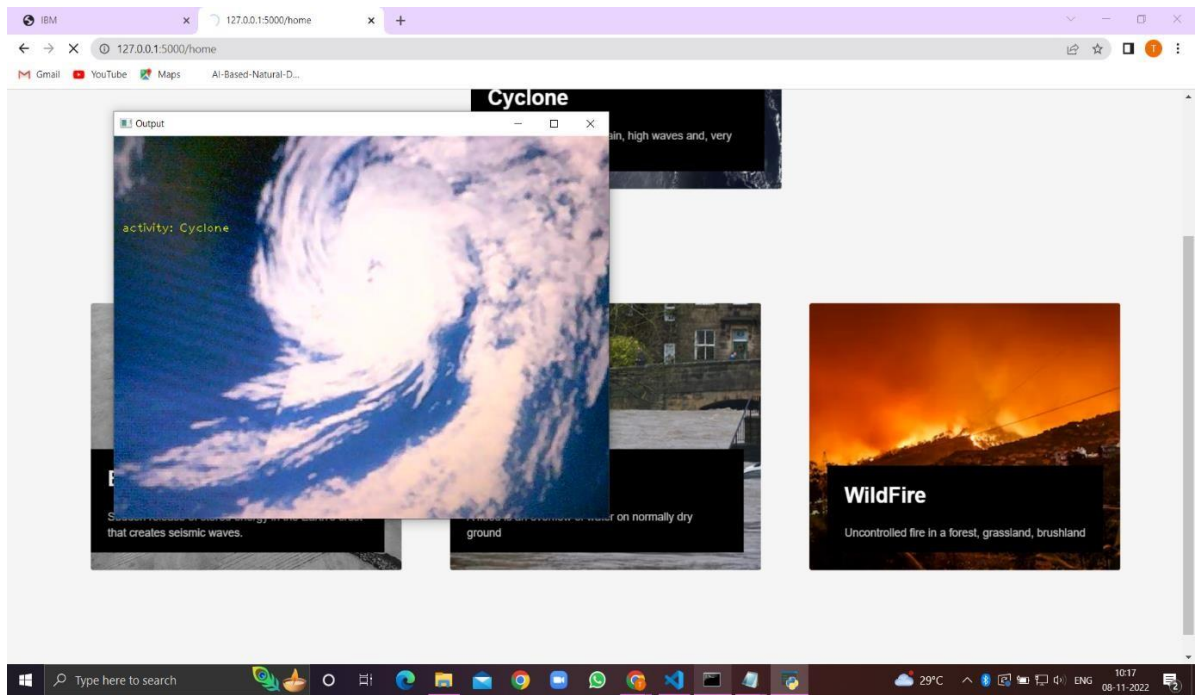 IBM
127.0.0.1:5000/home
127.0.0.1:5000/home
Gmail
YouTube
Maps
AI-Based-Natural-D...
T
Cyclone
ain, high waves and, very
Output
activity: Cyclone
E
that creates seismic waves.
r on normally dry
ground
WildFire
Uncontrolled fire in a forest, grassland, brushland
Type here to search
29°C
ENG
10:17
08-11-2022
2